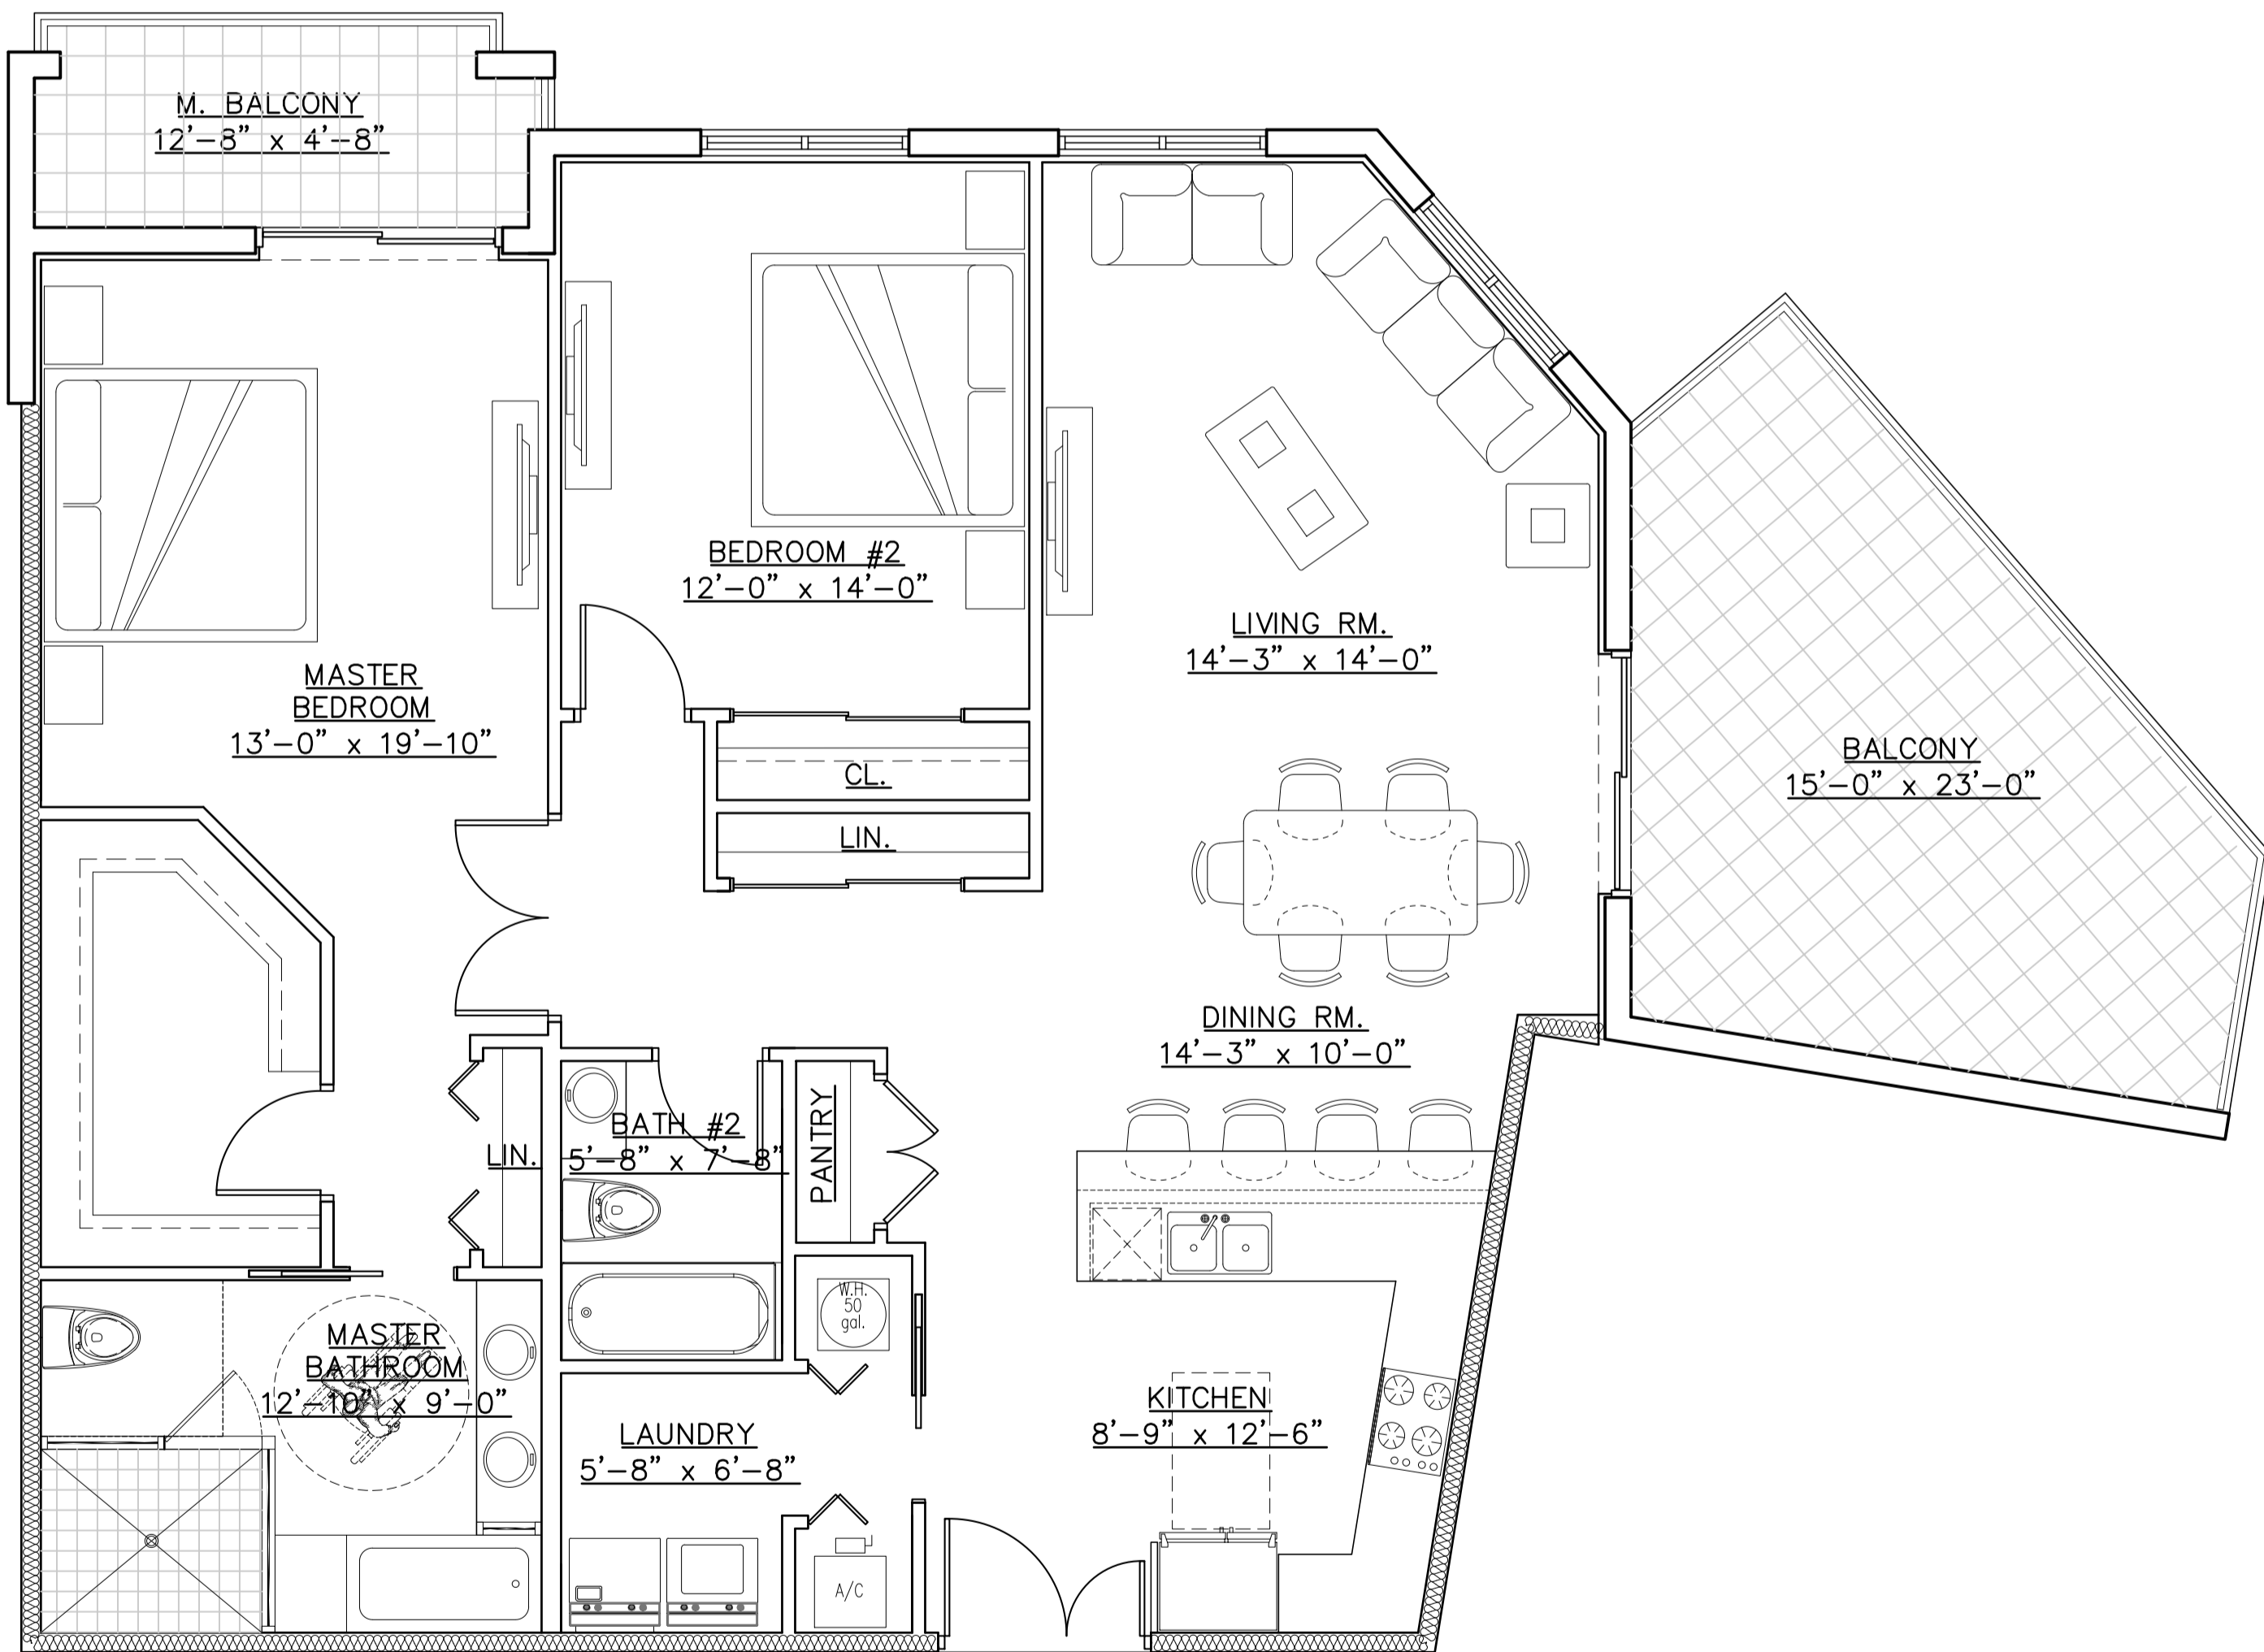 M. BALCONY
12'-8" x 4'-8"
BEDROOM #2
12'-0" x 14'-0"
LIVING RM.
14'-3" x 14'-0"
MASTER
BEDROOM
13'-0" x 19'-10"
BALCONY
15'-0" x 23'-0"
CL.
LIN.
DINING RM.
14'-3" x 10'-0"
BATH #2
5'-8" x 7'-8"
LIN.
PANTRY
W.H.
50
gal.
MASTER
BATHROOM
12'-10" x 9'-0"
KITCHEN
8'-9" x 12'-6"
LAUNDRY
5'-8" x 6'-8"
A/C